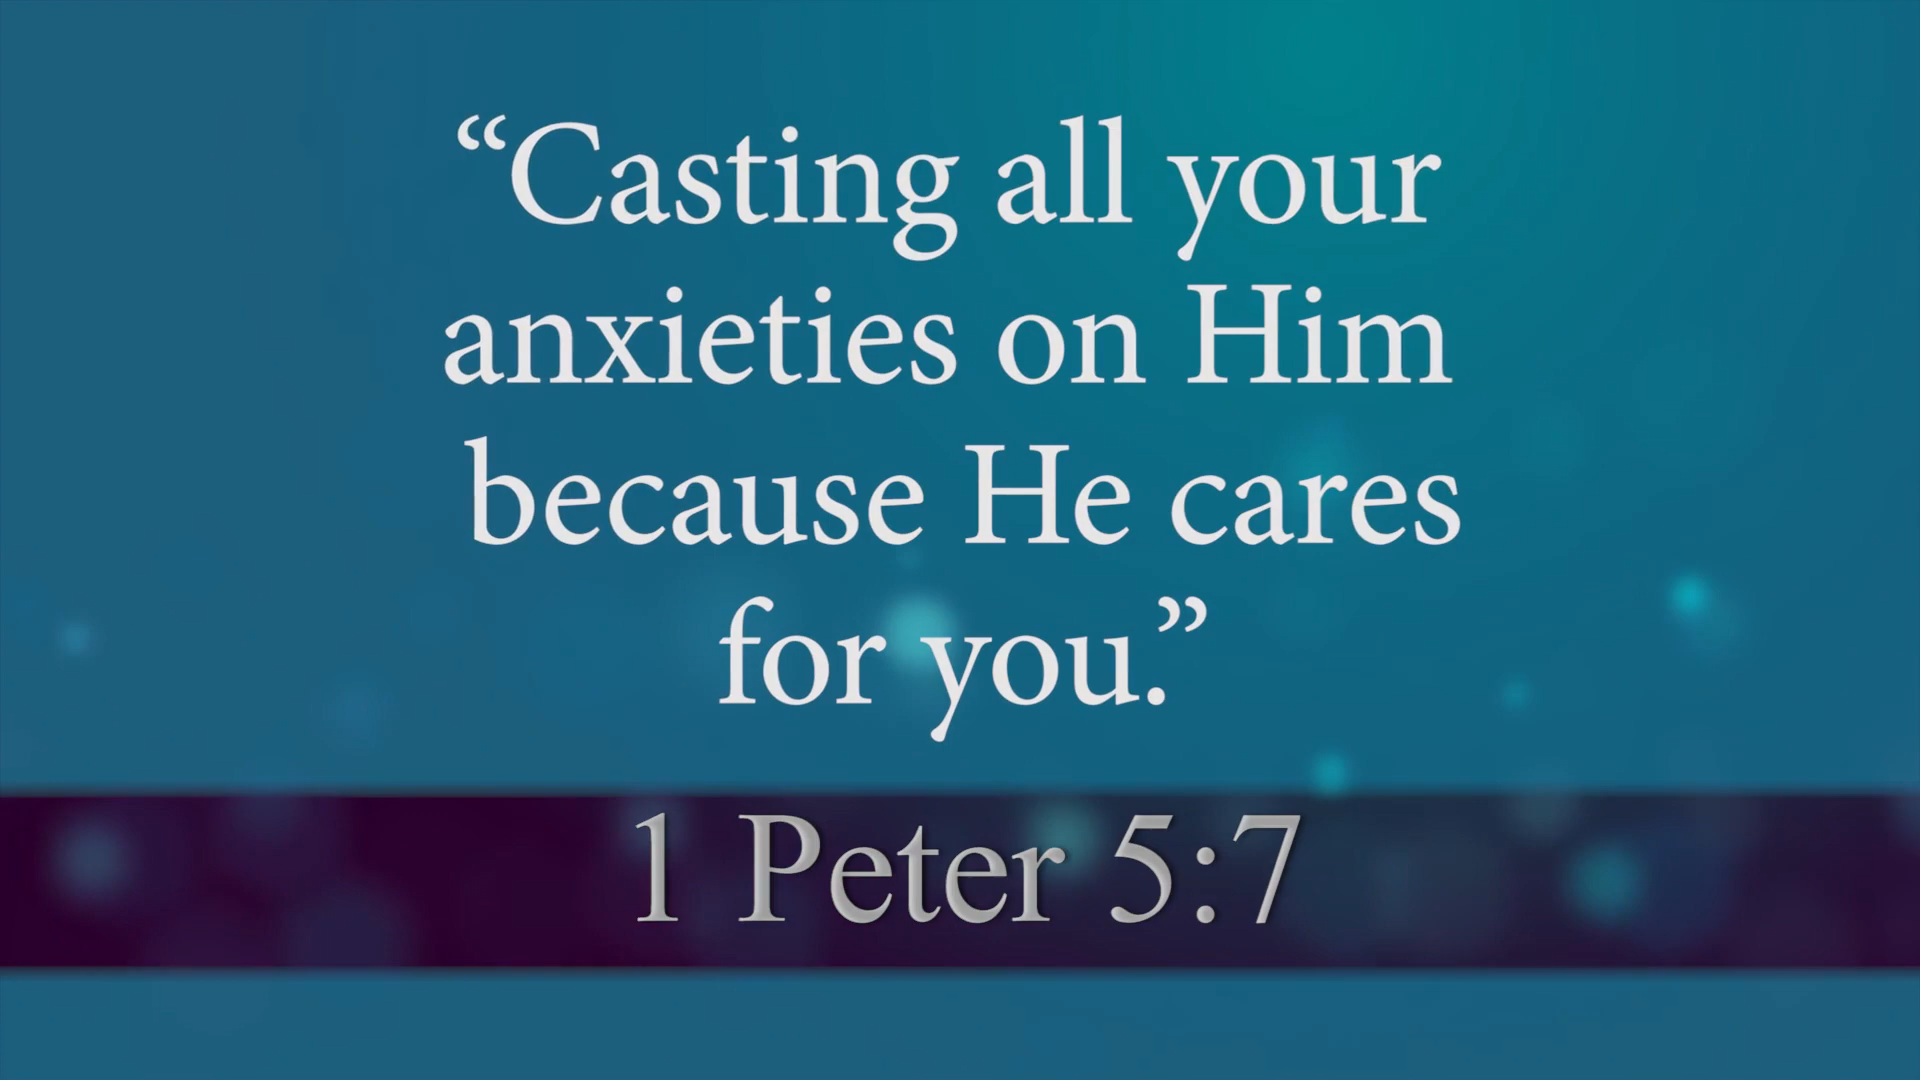 “Casting all your
anxieties on Him
because He cares
for you.”
1 Peter 5:7